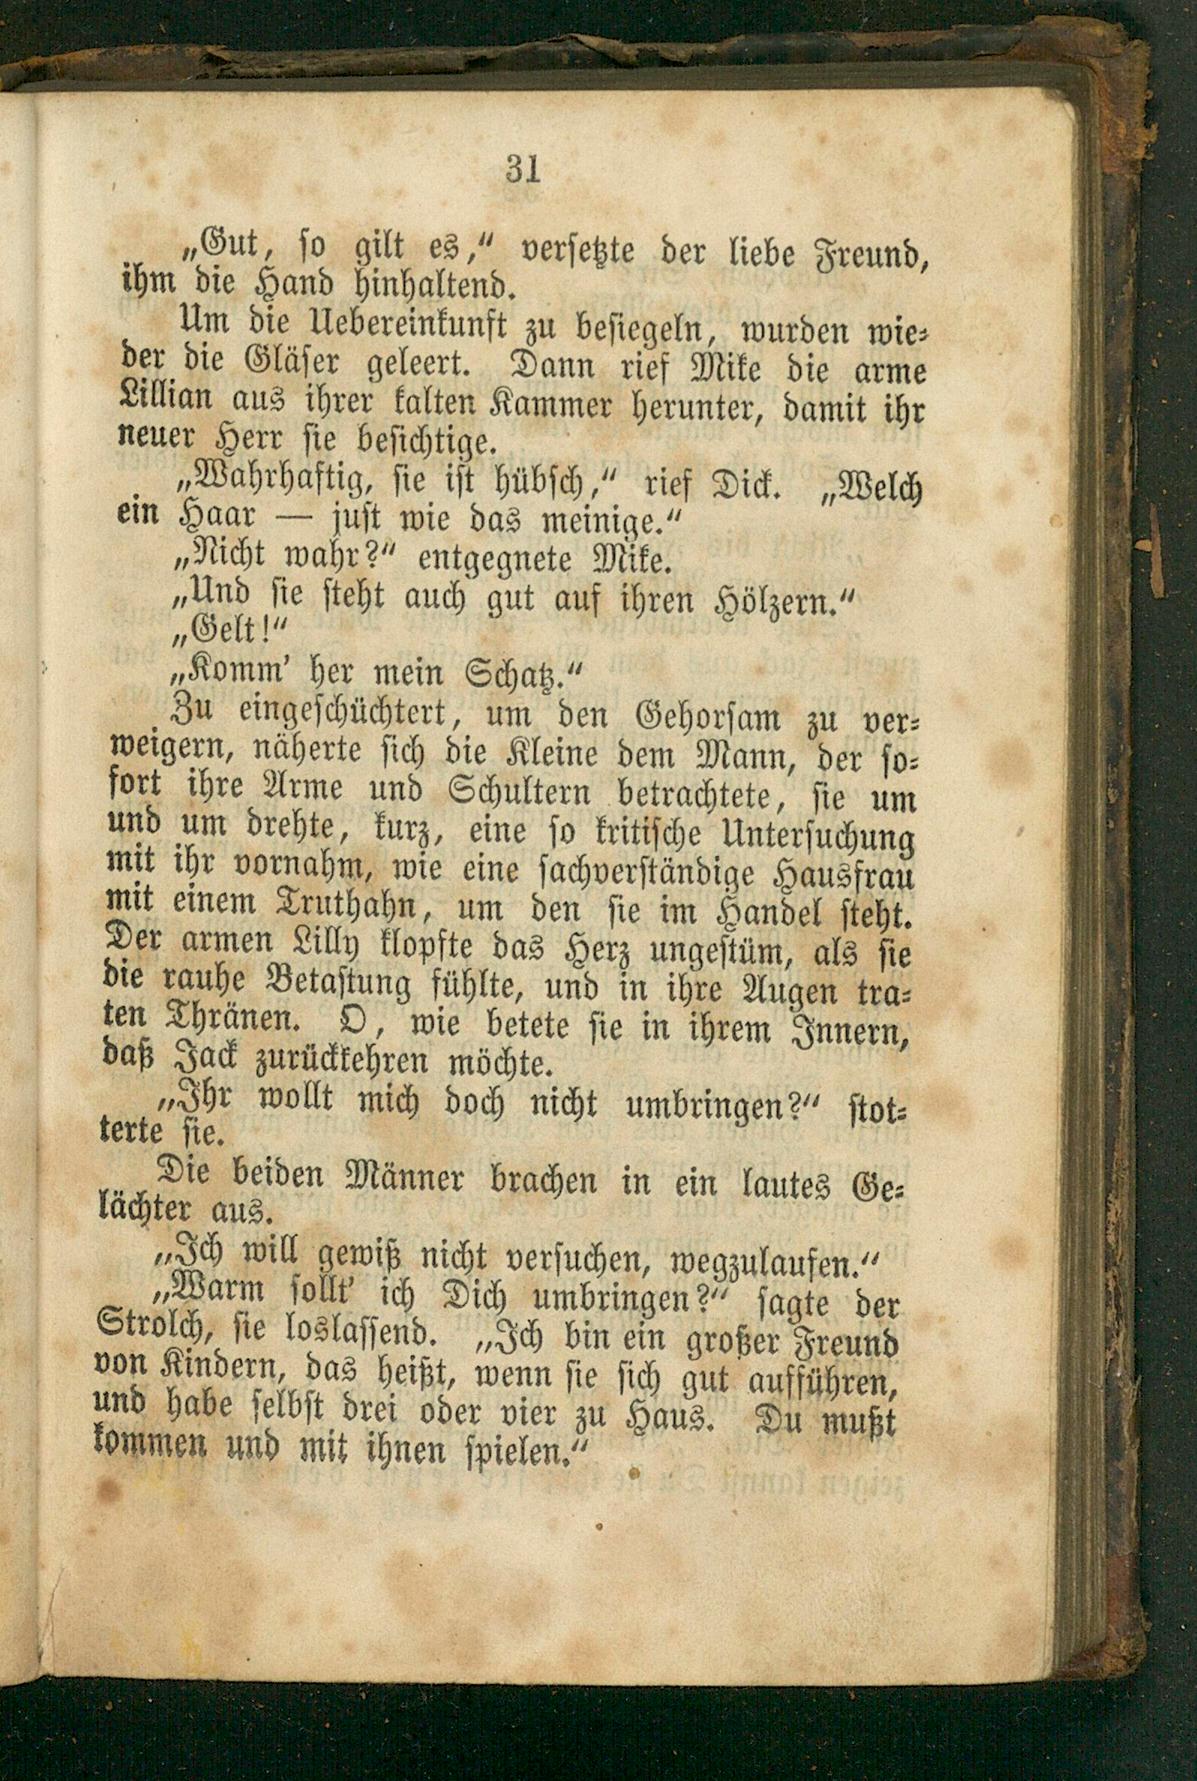 31
„Gut, so gilt es,“ versetzte der liebe Freund,
ihm die Hand hinhaltend.
Um die Uebereinkunft zu besiegeln, wurden wie-
der die Gläser geleert. Dann rief Mike die arme
Lillian aus ihrer kalten Kammer herunter, damit ihr
neuer Herr sie besichtige.
„Wahrhaftig, sie ist hübsch,“ rief Dick. „Welch
ein Haar — just wie das meinige.“
„Nicht wahr?“ entgegnete Mike.
„Und sie steht auch gut auf ihren Hölzern.“
„Gelt!“
„Komm' her mein Schatz.“
Zu eingeschüchtert, um den Gehorsam zu ver-
weigern, näherte sich die Kleine dem Mann, der so-
fort ihre Arme und Schultern betrachtete, sie um
und um drehte, kurz, eine so kritische Untersuchung
mit ihr vornahm, wie eine sachverständige Hausfrau
mit einem Truthahn, um den sie im Handel steht.
Der armen Lilly klopfte das Herz ungestüm, als sie
die rauhe Betastung fühlte, und in ihre Augen tra-
ten Thränen. O, wie betete sie in ihrem Innern,
daß Jack zurückkehren möchte.
„Ihr wollt mich doch nicht umbringen?“ stot-
terte sie.
Die beiden Männer brachen in ein lautes Ge-
lächter aus.
„Ich will gewiß nicht versuchen, wegzulaufen.“
„Warm sollt' ich Dich umbringen?“ sagte der
Strolch, sie loslassend. „Ich bin ein großer Freund
von Kindern, das heißt, wenn sie sich gut aufführen,
und habe selbst drei oder vier zu Haus. Du mußt
kommen und mit ihnen spielen.“